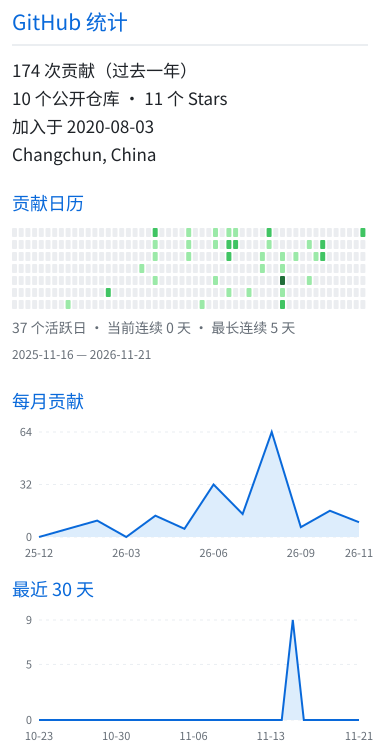 GitHub 统计
174 次贡献（过去一年）
10 个公开仓库 • 11 个 Stars
加入于 2020-08-03
Changchun, China
贡献日历
37 个活跃日 • 当前连续 0 天 • 最长连续 5 天
2025-11-16 — 2026-11-21
每月贡献
64
32
0
25-12 26-03 26-06 26-09 26-11
最近 30 天
9
5
0
10-23 10-30 11-06 11-13 11-21